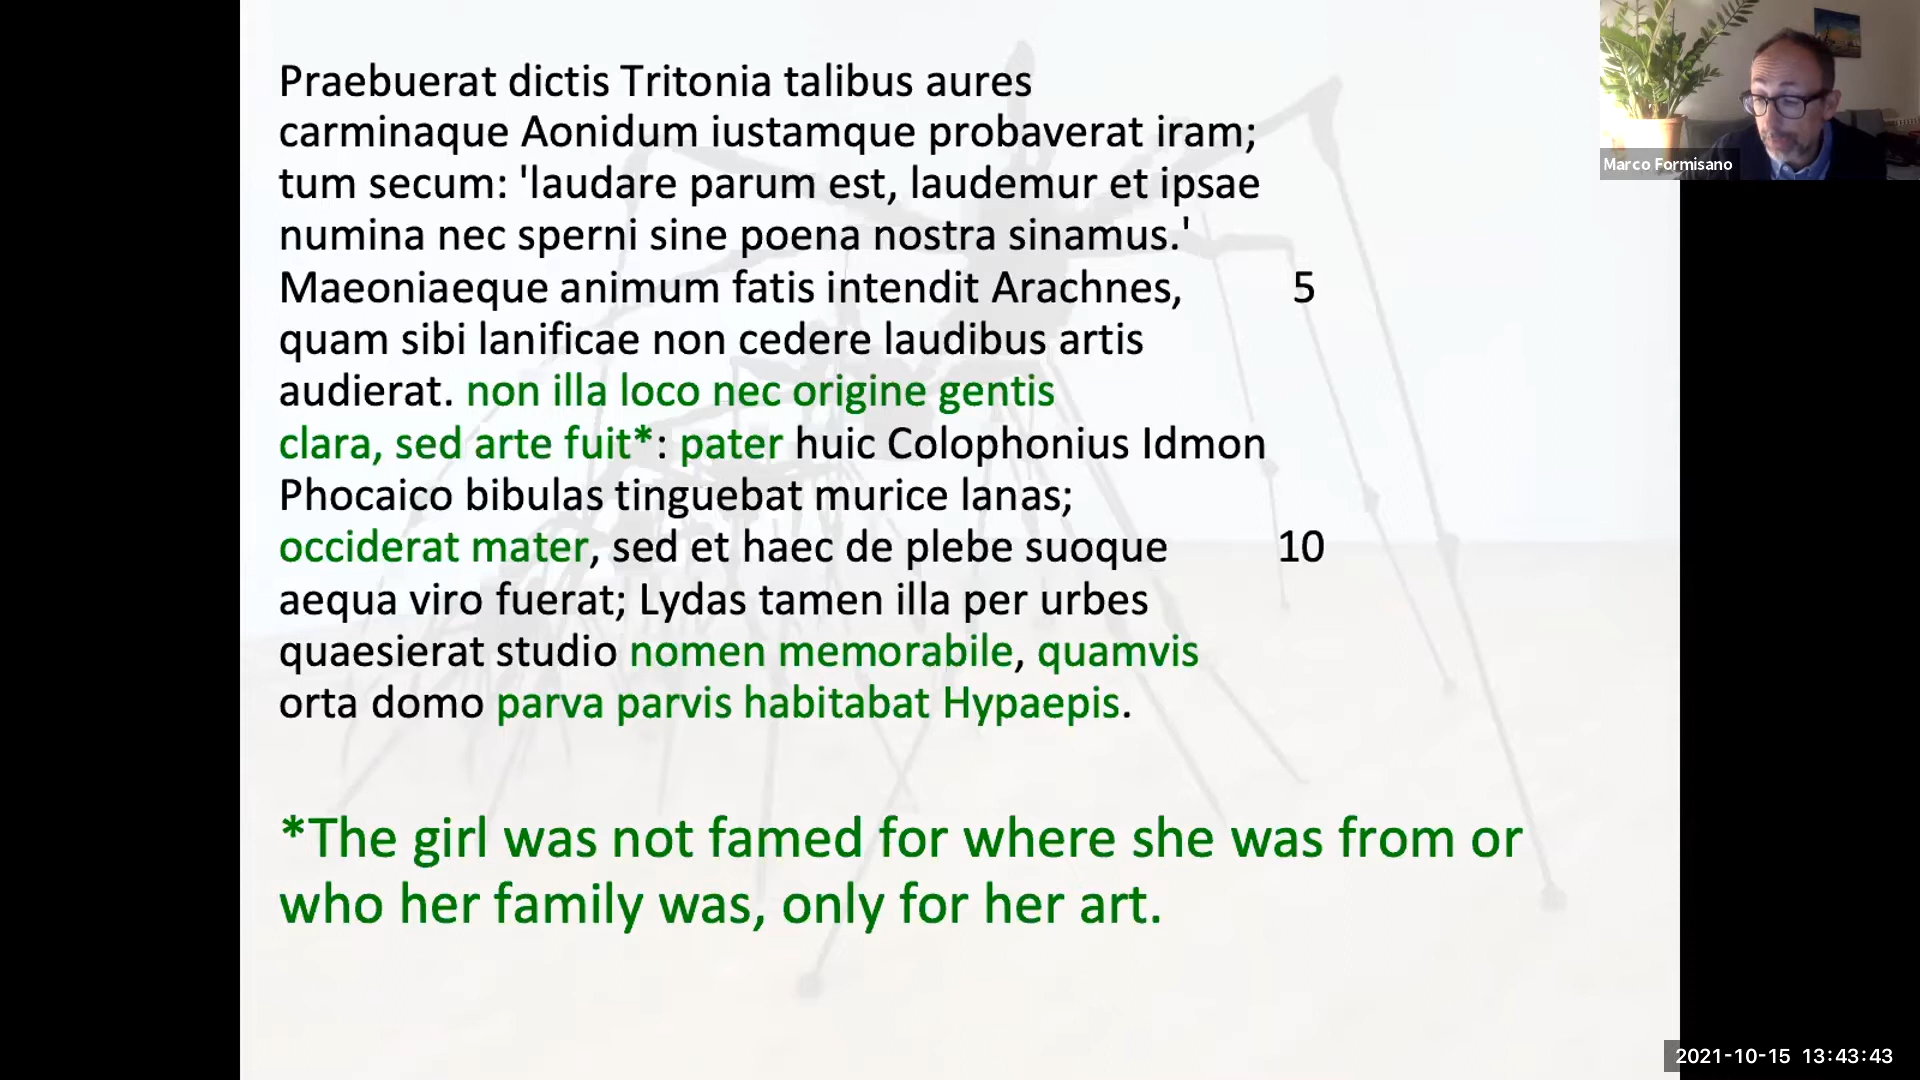 Praebuerat dictis Tritonia talibus aures
carminaque Aonidum iustamque probaverat iram;
tum secum: 'laudare parum est, laudemur et ipsae
numina nec sperni sine poena nostra sinamus.'
Maeoniaeque animum fatis intendit Arachnes, 5
quam sibi lanificae non cedere laudibus artis
audierat. non illa loco nec origine gentis
clara, sed arte fuit*: pater huic Colophonius Idmon
Phocaico bibulas tinguebat murice lanas;
occiderat mater, sed et haec de plebe suoque 10
aequa viro fuerat; Lydas tamen illa per urbes
quaesierat studio nomen memorabile, quamvis
orta domo parva parvis habitabat Hypaepis.
*The girl was not famed for where she was from or
who her family was, only for her art.
Marco Formisano
2021-10-15 13:43:43